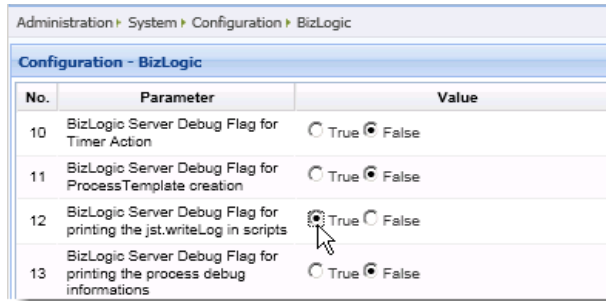 Administration System Configuration BizLogic
Configuration - BizLogic
No. Parameter Value
10 BizLogic Server Debug Flag for Timer Action True False
11 BizLogic Server Debug Flag for ProcessTemplate creation True False
12 BizLogic Server Debug Flag for printing the jst.writeLog in scripts True False
13 BizLogic Server Debug Flag for printing the process debug informations True False